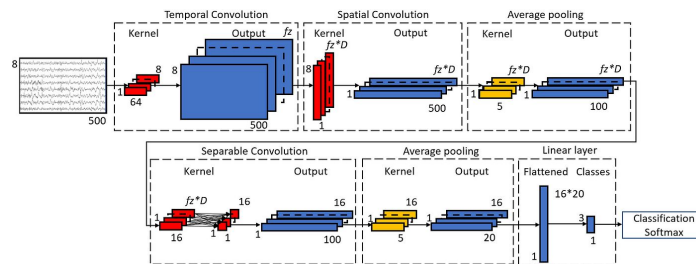 Temporal Convolution
Spatial Convolution
Average pooling
Kernel
Output
fz
Kernel
Output
Kernel
Output
8
500
8
1
64
8
500
fz*D
8
1
fz*D
1
500
fz*D
1
5
fz*D
1
100
Separable Convolution
Average pooling
Linear layer
Kernel
Output
Kernel
Output
Flattened
Classes
fz*D
1
16
16
1
1
16
1
100
16
1
5
16
1
20
16*20
1
3
1
Classification
Softmax